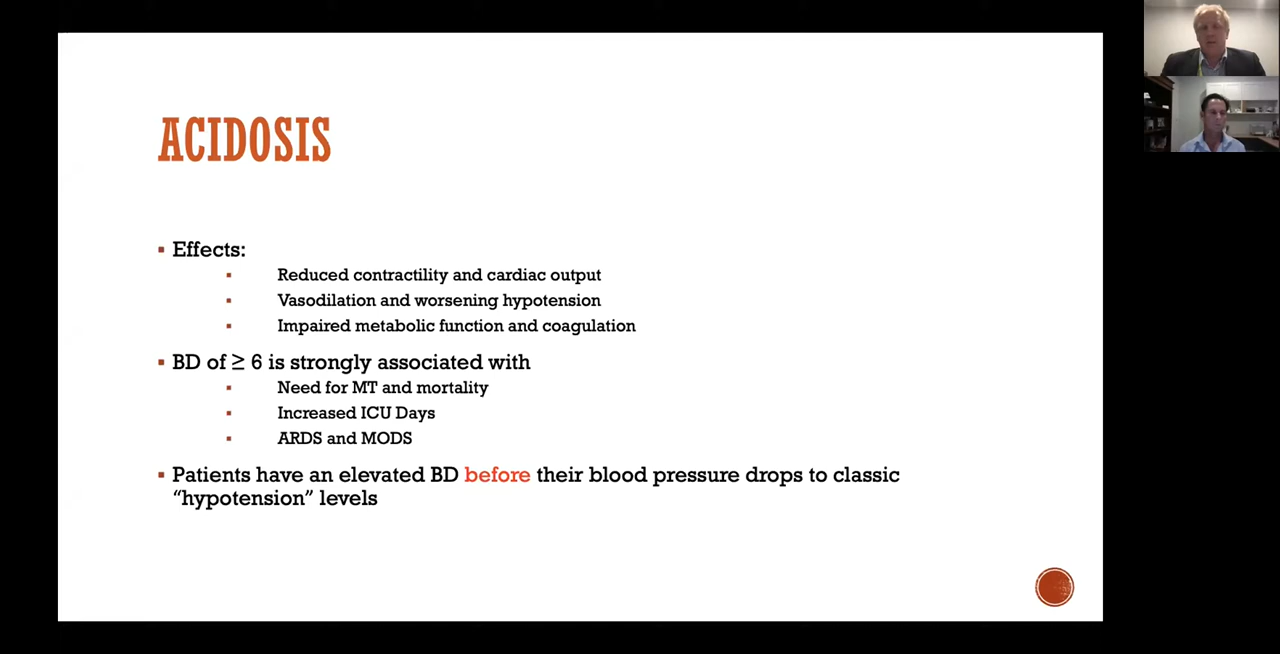 ACIDOSIS
Effects:
Reduced contractility and cardiac output
Vasodilation and worsening hypotension
Impaired metabolic function and coagulation
BD of ≥ 6 is strongly associated with
Need for MT and mortality
Increased ICU Days
ARDS and MODS
Patients have an elevated BD before their blood pressure drops to classic
“hypotension” levels